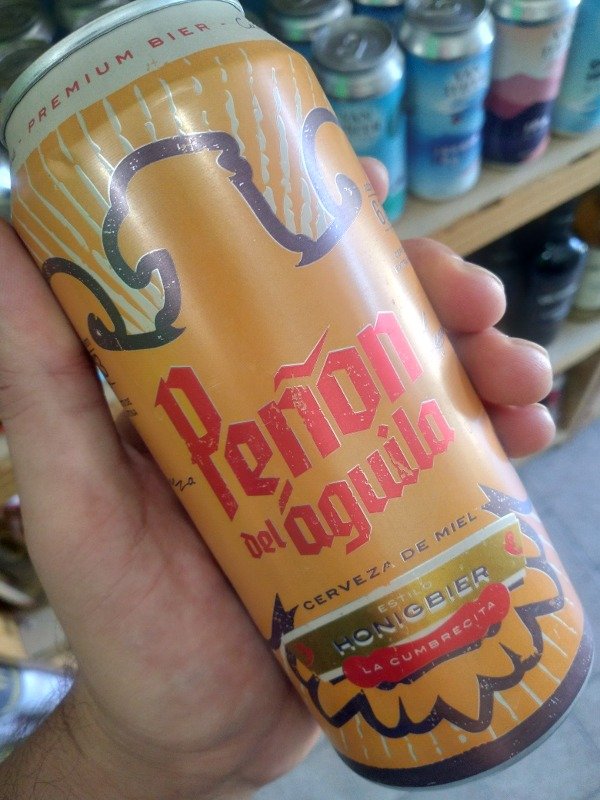 PREMIUM BIER
Peñon
del águila
CERVEZA DE MIEL
ESTILO
HONIGBIER
LA CUMBRECITA